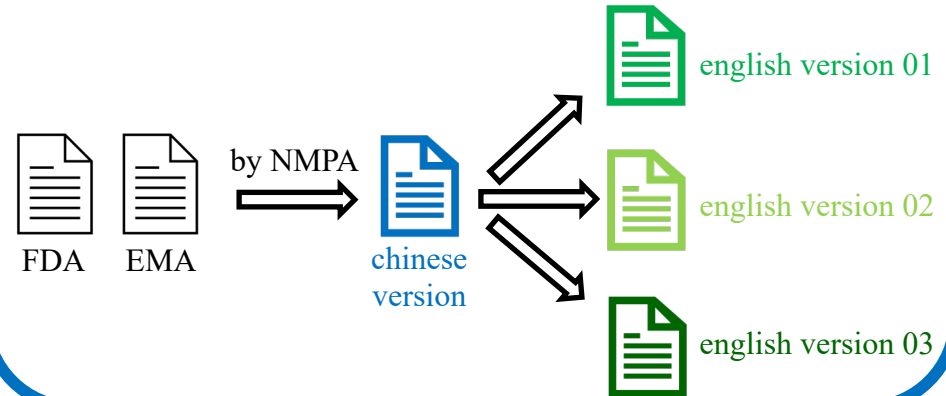 english version 01
by NMPA
english version 02
FDA
EMA
chinese
version
english version 03